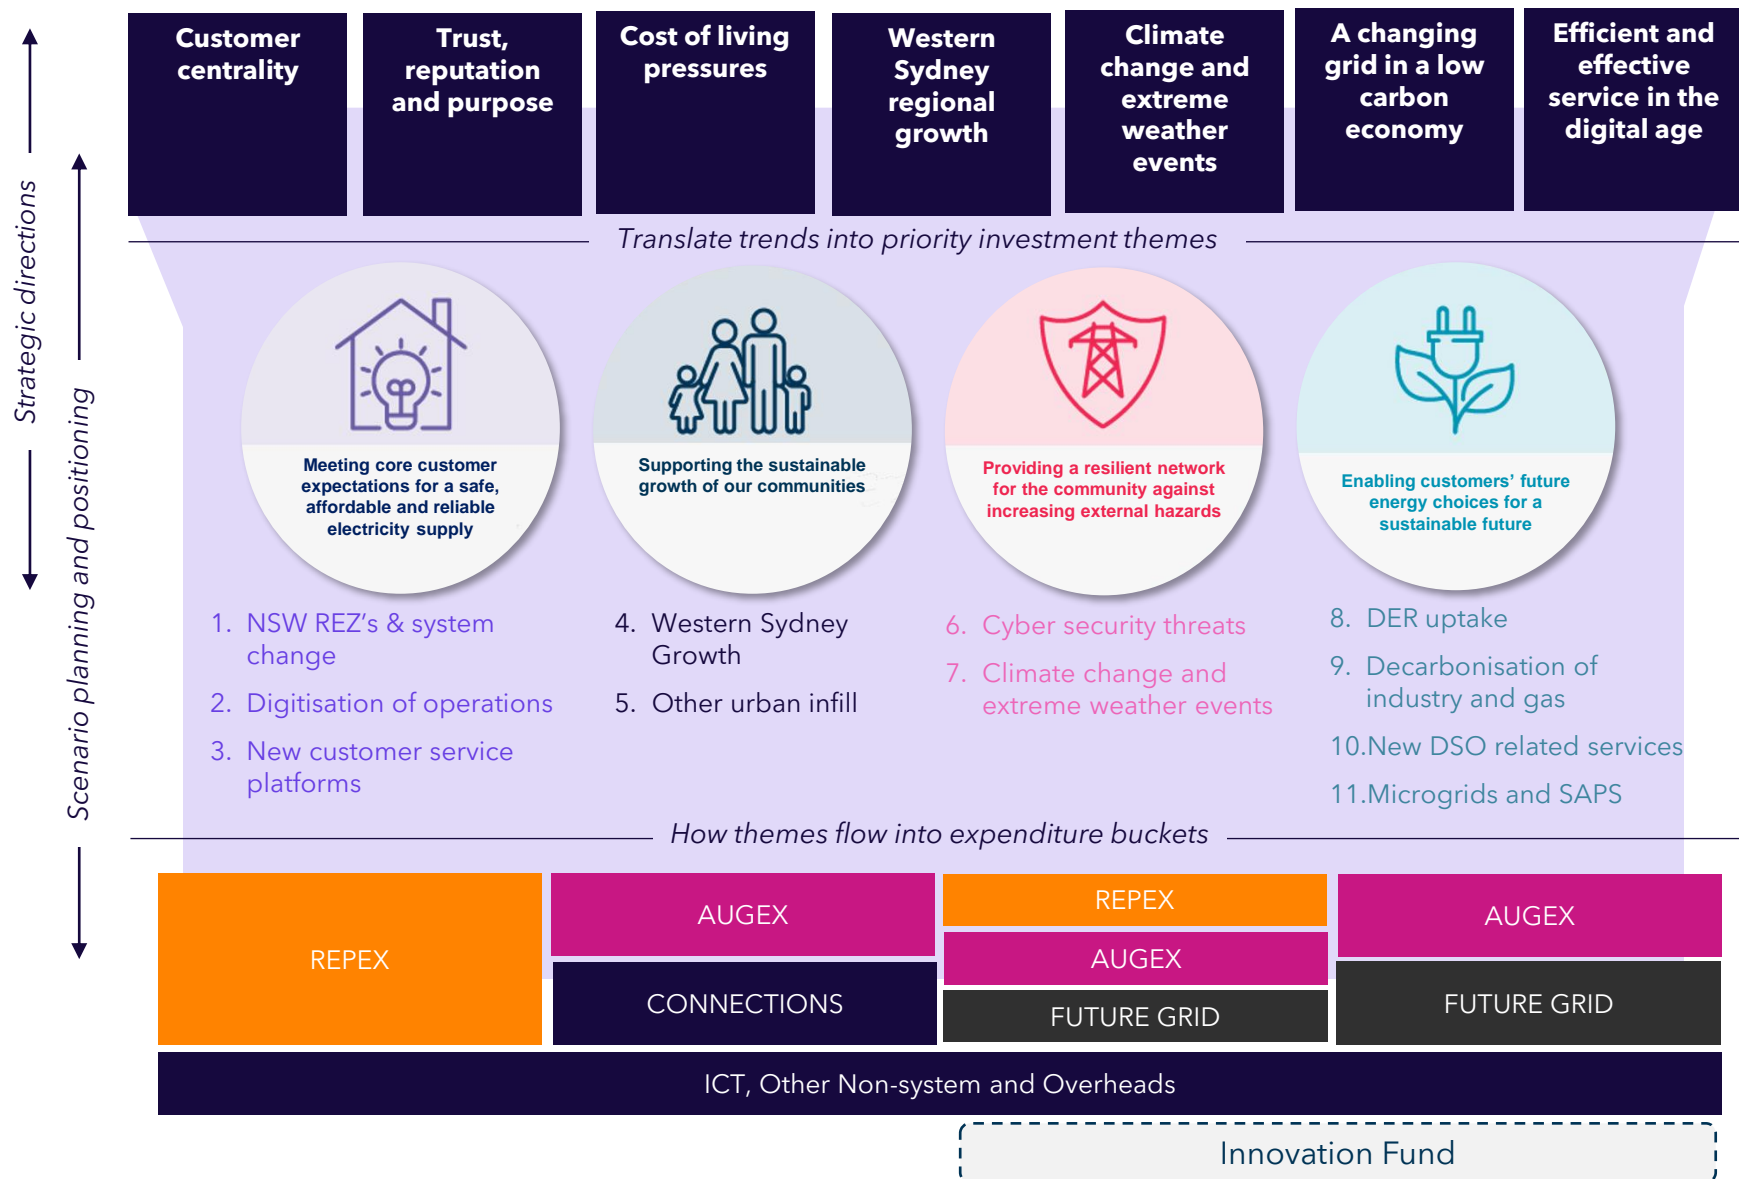 Customer
centrality
Trust,
reputation
and purpose
Cost of living
pressures
Western
Sydney
regional
growth
Climate
change and
extreme
weather
events
A changing
grid in a low
carbon
economy
Efficient and
effective
service in the
digital age
Strategic directions
Scenario planning and positioning
Translate trends into priority investment themes
Meeting core customer
expectations for a safe,
affordable and reliable
electricity supply
Supporting the sustainable
growth of our communities
Providing a resilient network
for the community against
increasing external hazards
Enabling customers’ future
energy choices for a
sustainable future
1. NSW REZ’s & system
change
2. Digitisation of operations
3. New customer service
platforms
4. Western Sydney
Growth
5. Other urban infill
6. Cyber security threats
7. Climate change and
extreme weather events
8. DER uptake
9. Decarbonisation of
industry and gas
10.New DSO related services
11.Microgrids and SAPS
How themes flow into expenditure buckets
REPEX
AUGEX
CONNECTIONS
REPEX
AUGEX
FUTURE GRID
AUGEX
FUTURE GRID
ICT, Other Non-system and Overheads
Innovation Fund